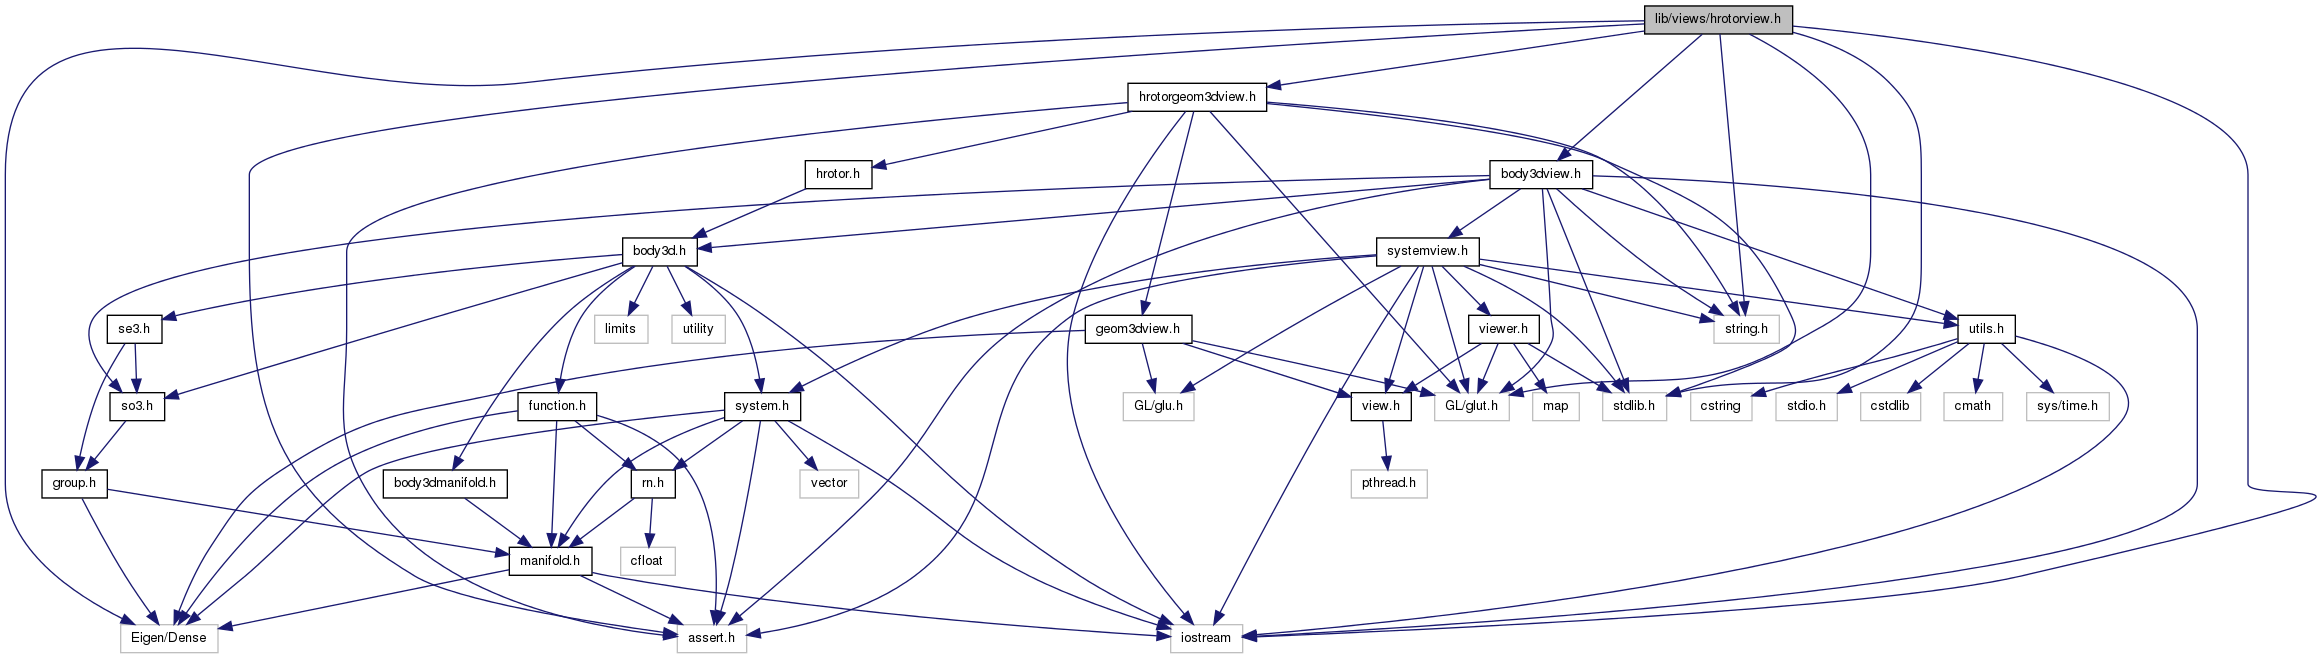 lib/views/hrotorview.h
hrotorgeom3dview.h
hrotor.h
body3dview.h
body3d.h
systemview.h
se3.h
limits
utility
geom3dview.h
viewer.h
string.h
utils.h
so3.h
function.h
system.h
GL/glu.h
view.h
GL/glut.h
map
stdlib.h
cstring
stdio.h
cstdlib
cmath
sys/time.h
group.h
body3dmanifold.h
rn.h
vector
pthread.h
manifold.h
cfloat
Eigen/Dense
assert.h
iostream